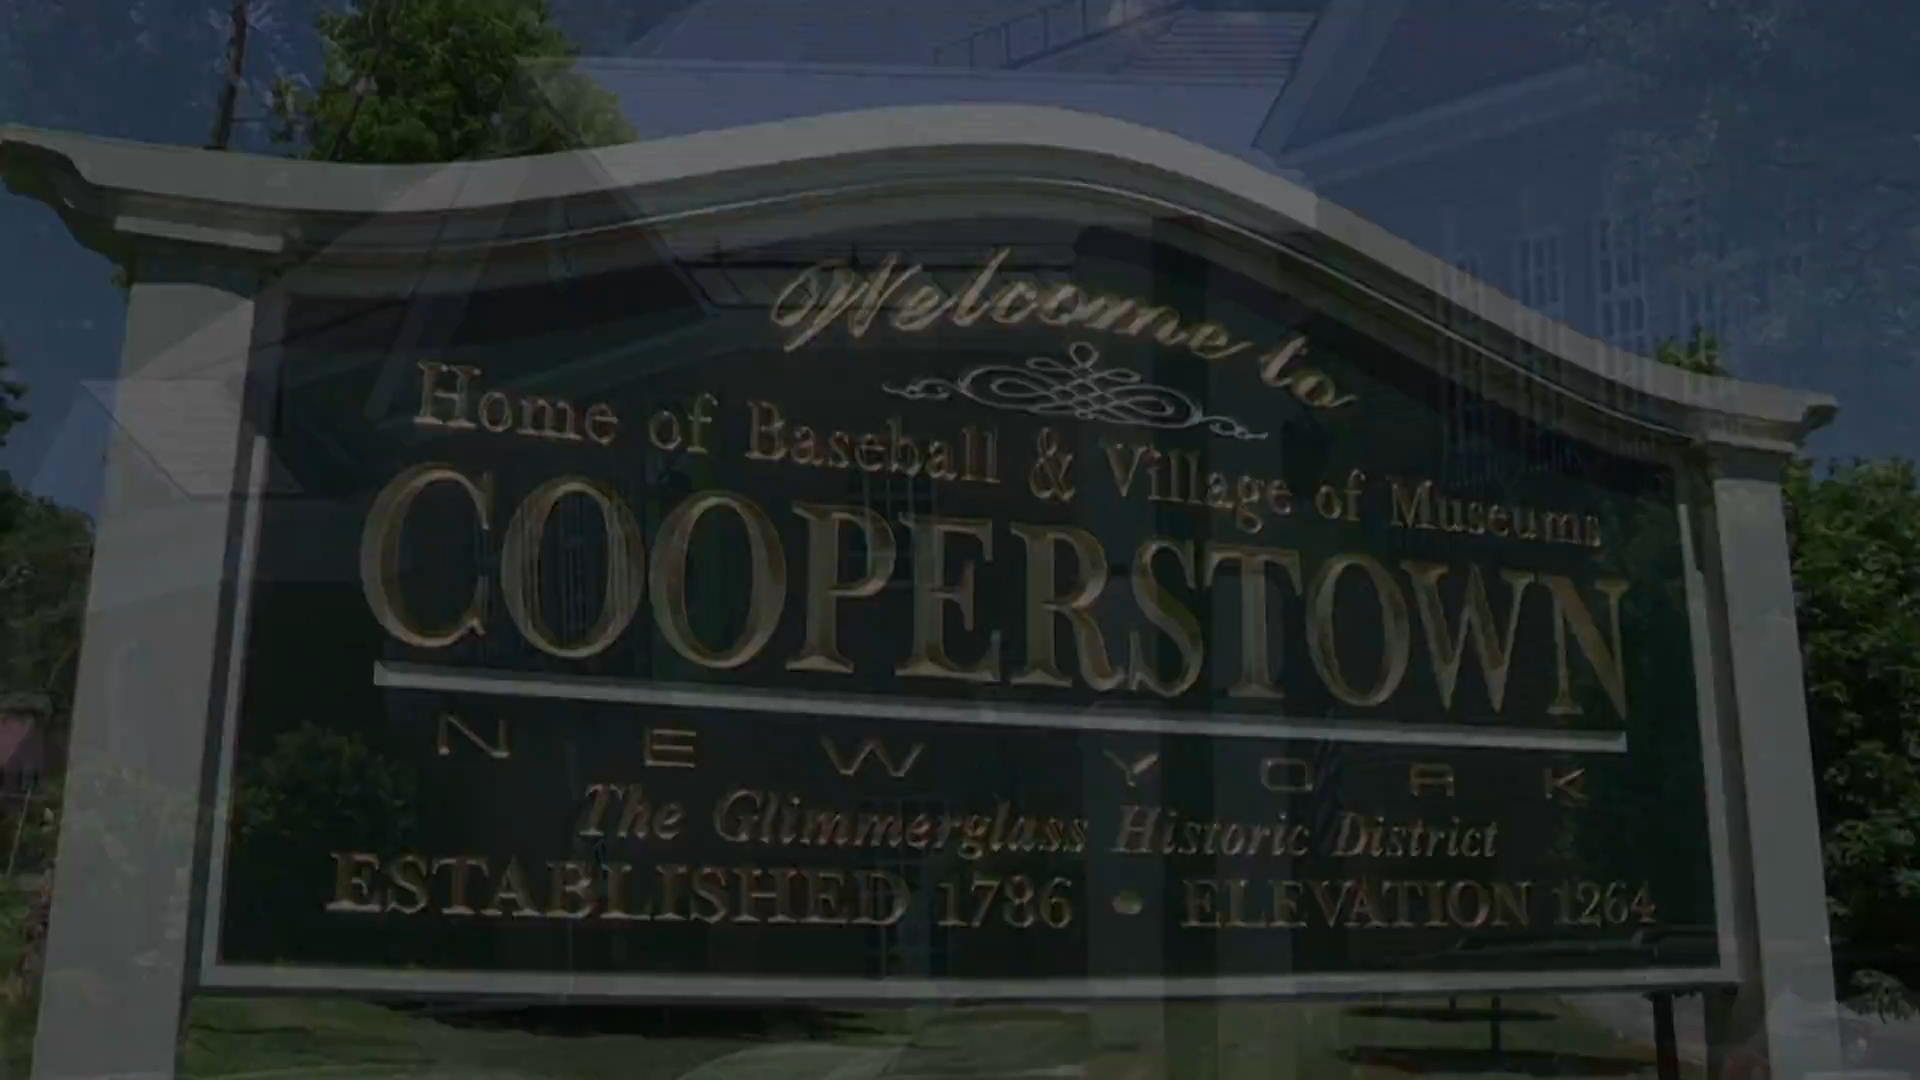 Welcome to
Home of Baseball & Village of Museums
COOPERSTOWN
NEW YORK
The Glimmerglass Historic District
ESTABLISHED 1786 • ELEVATION 1264